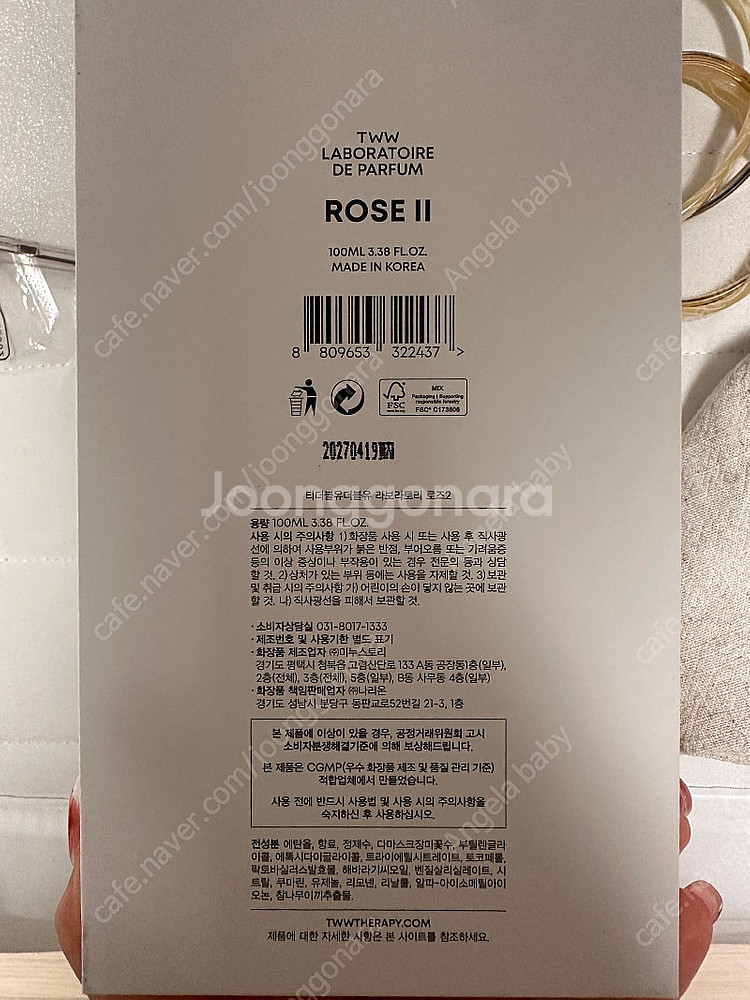 TWW
LABORATOIRE
DE PARFUM
ROSE II
100ML 3.38 FL.OZ.
MADE IN KOREA
8 809653 322437 >
FSC
www.fsc.org
MIX
Packaging | Supporting
responsible forestry
FSC® C173806
20270419
Joonggonara
티더블유더블유 라보라토리 로즈2
용량 100ML 3.38 FL.OZ.
사용 시의 주의사항 1) 화장품 사용 시 또는 사용 후 직사광
선에 의하여 사용부위가 붉은 반점, 부어오름 또는 가려움증
등의 이상 증상이나 부작용이 있는 경우 전문의 등과 상담
할 것. 2) 상처가 있는 부위 등에는 사용을 자제할 것. 3) 보관
및 취급 시의 주의사항 가) 어린이의 손이 닿지 않는 곳에 보관
할 것. 나) 직사광선을 피해서 보관할 것.
· 소비자상담실 031-8017-1333
· 제조번호 및 사용기한 별도 표기
· 화장품 제조업자 ㈜미누스토리
경기도 평택시 청북읍 고렴산단로 133 A동 공장동1층(일부),
2층(전체), 3층(전체), 5층(일부), B동 사무동 4층(일부)
· 화장품 책임판매업자 ㈜나리온
경기도 성남시 분당구 동판교로52번길 21-3, 1층
본 제품에 이상이 있을 경우, 공정거래위원회 고시
소비자분쟁해결기준에 의해 보상해드립니다.
본 제품은 CGMP(우수 화장품 제조 및 품질 관리 기준)
적합업체에서 만들었습니다.
사용 전에 반드시 사용법 및 사용 시의 주의사항을
숙지하신 후 사용하십시오.
전성분 에탄올, 향료, 정제수, 다마스크장미꽃수, 부틸렌글라
이콜, 에톡시다이글라이콜, 트라이에틸시트레이트, 토코페롤,
락토바실러스발효물, 해바라기씨오일, 벤질살리실레이트, 시
트랄, 쿠마린, 유제놀, 리모넨, 리날룰, 알파-아이소메틸아이
오논, 참나무이끼추출물.
TWWTHERAPY.COM
제품에 대한 자세한 사항은 본 사이트를 참조하세요.
cafe.naver.com/joonggonara
Angela baby
cafe.naver.com/joonggonara
Angela baby
cafe.naver.com/joonggonara
Angela baby